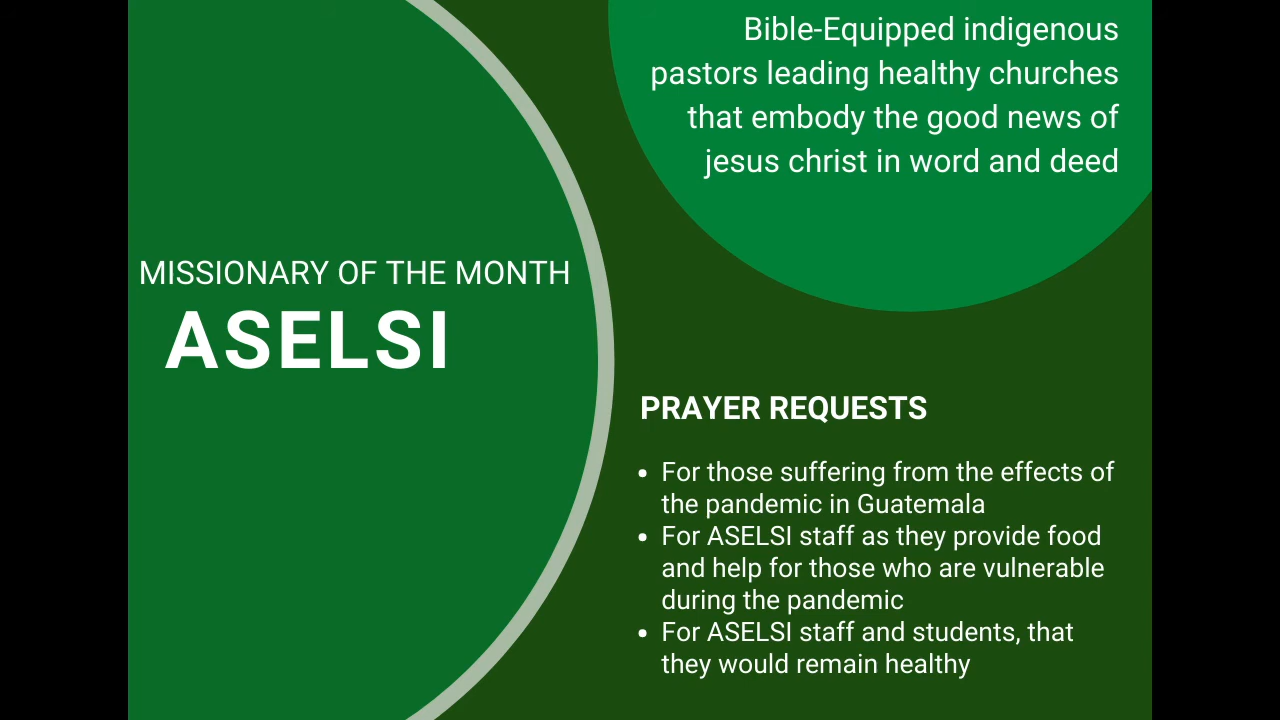 Bible-Equipped indigenous
pastors leading healthy churches
that embody the good news of
jesus christ in word and deed
MISSIONARY OF THE MONTH
ASELSI
PRAYER REQUESTS
• For those suffering from the effects of
the pandemic in Guatemala
• For ASELSI staff as they provide food
and help for those who are vulnerable
during the pandemic
• For ASELSI staff and students, that
they would remain healthy